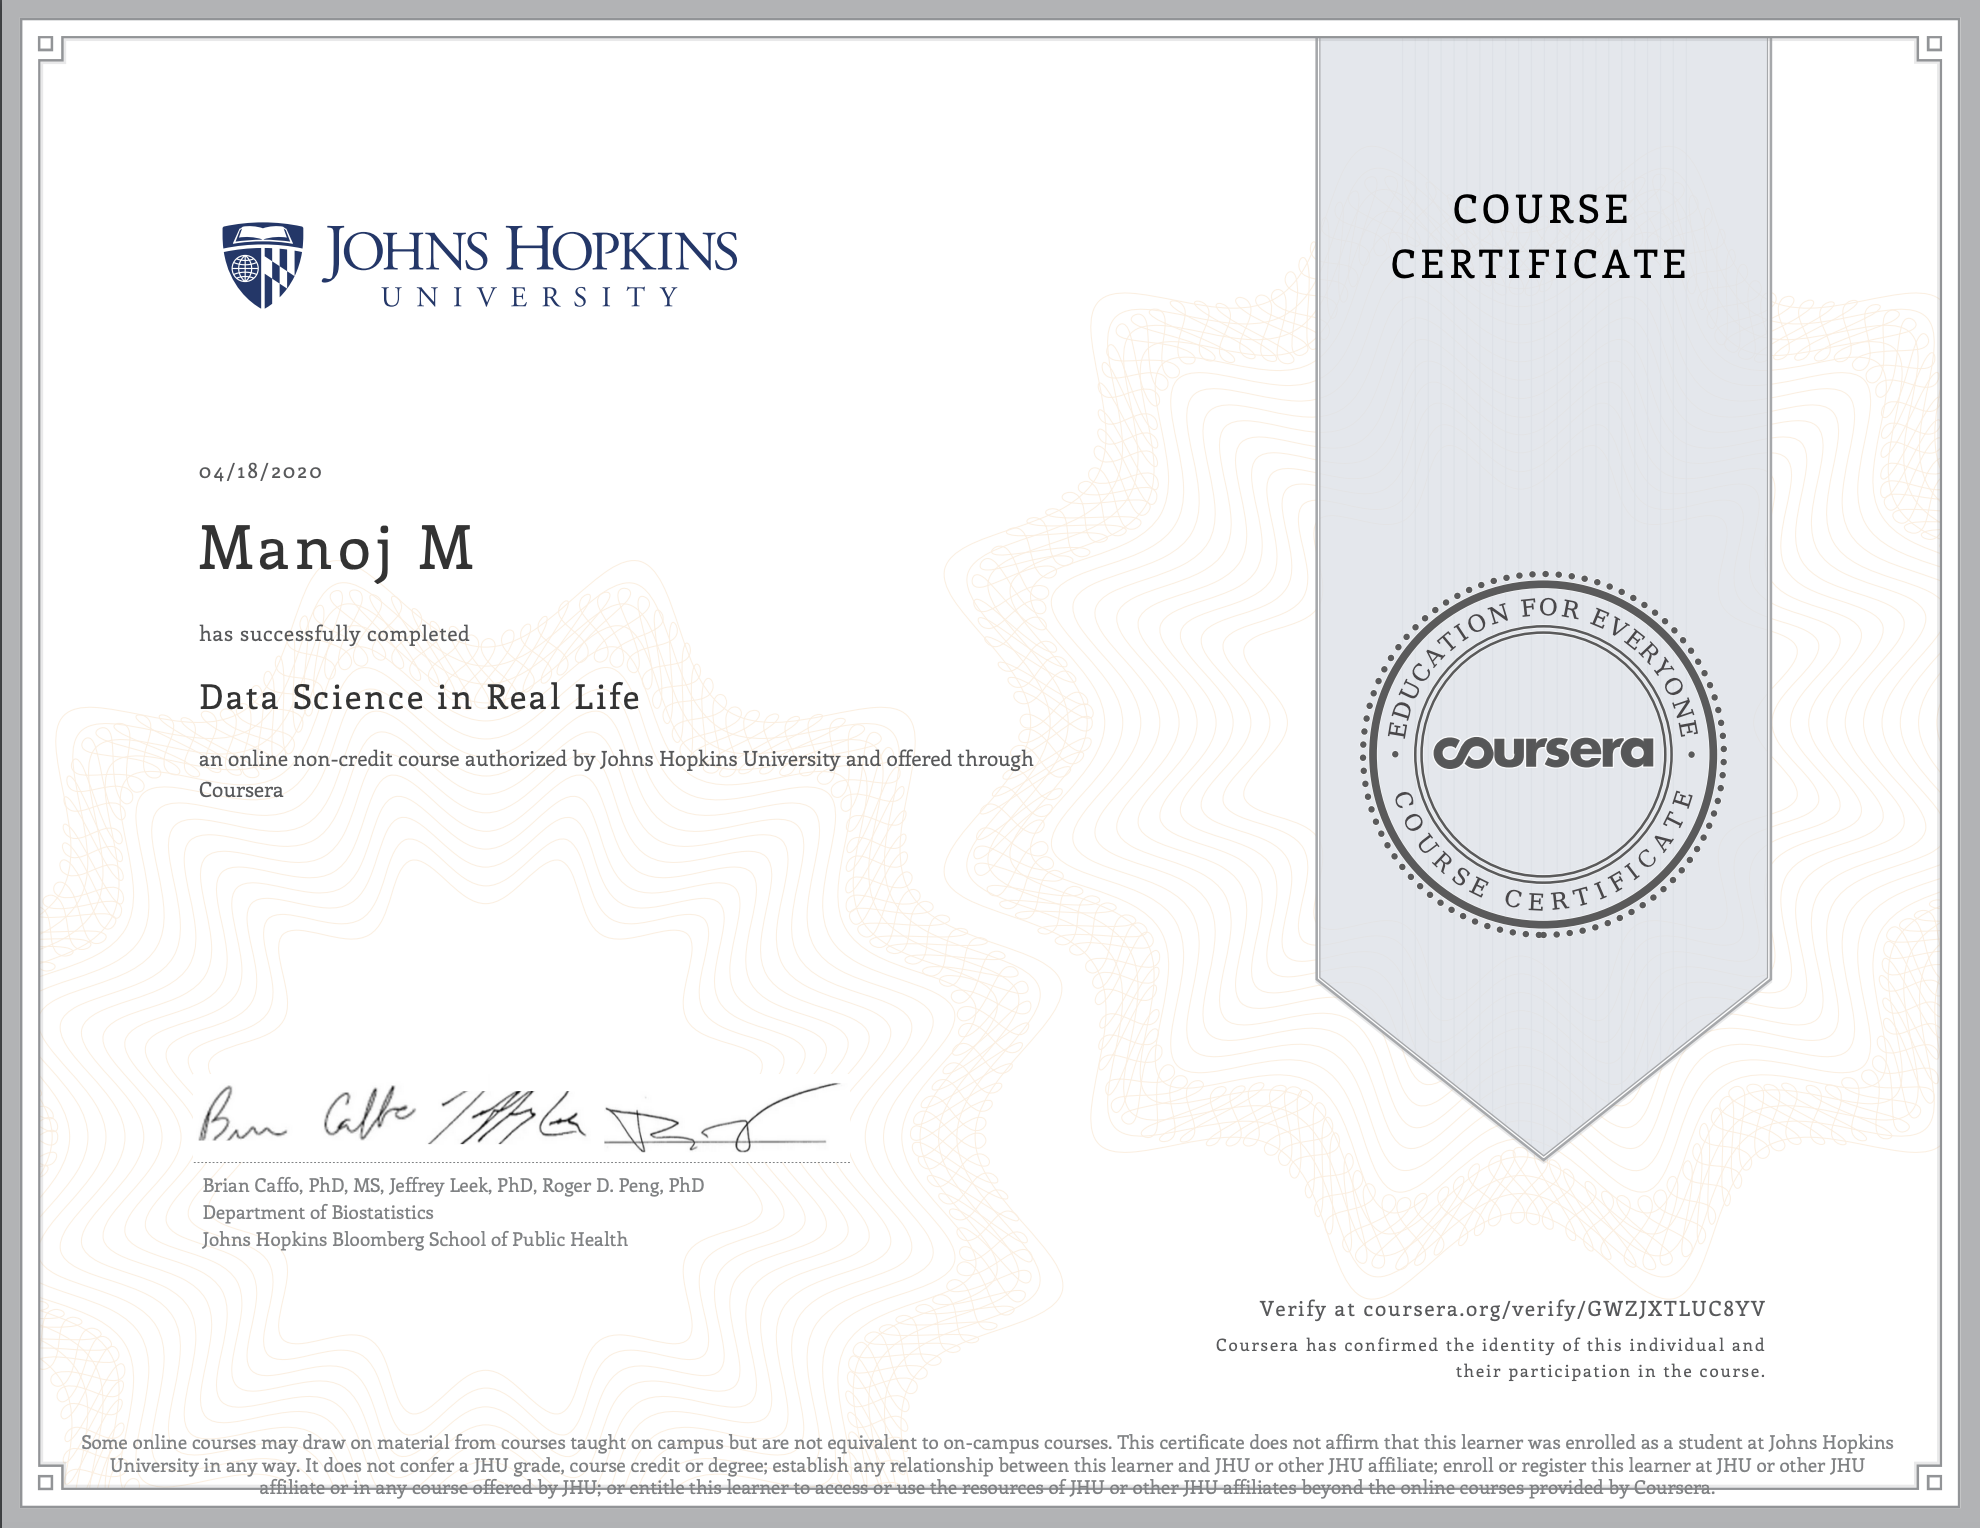 JOHNS HOPKINS
UNIVERSITY
COURSE
CERTIFICATE
04/18/2020
Manoj M
has successfully completed
Data Science in Real Life
an online non-credit course authorized by Johns Hopkins University and offered through
Coursera
EDUCATION FOR EVERYONE
coursera
COURSE CERTIFICATE
Brian Caffo, PhD, MS, Jeffrey Leek, PhD, Roger D. Peng, PhD
Department of Biostatistics
Johns Hopkins Bloomberg School of Public Health
Verify at coursera.org/verify/GWZJXTLUC8YV
Coursera has confirmed the identity of this individual and
their participation in the course.
Some online courses may draw on material from courses taught on campus but are not equivalent to on-campus courses. This certificate does not affirm that this learner was enrolled as a student at Johns Hopkins
University in any way. It does not confer a JHU grade, course credit or degree; establish any relationship between this learner and JHU or other JHU affiliate; enroll or register this learner at JHU or other JHU
affiliate or in any course offered by JHU; or entitle this learner to access or use the resources of JHU or other JHU affiliates beyond the online courses provided by Coursera.